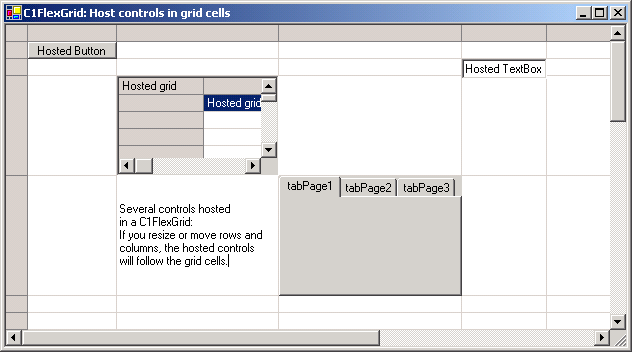 C1FlexGrid: Host controls in grid cells
Hosted Button
Hosted TextBox
Hosted grid
Hosted grid
tabPage1 tabPage2 tabPage3
Several controls hosted
in a C1FlexGrid:
If you resize or move rows and
columns, the hosted controls
will follow the grid cells.